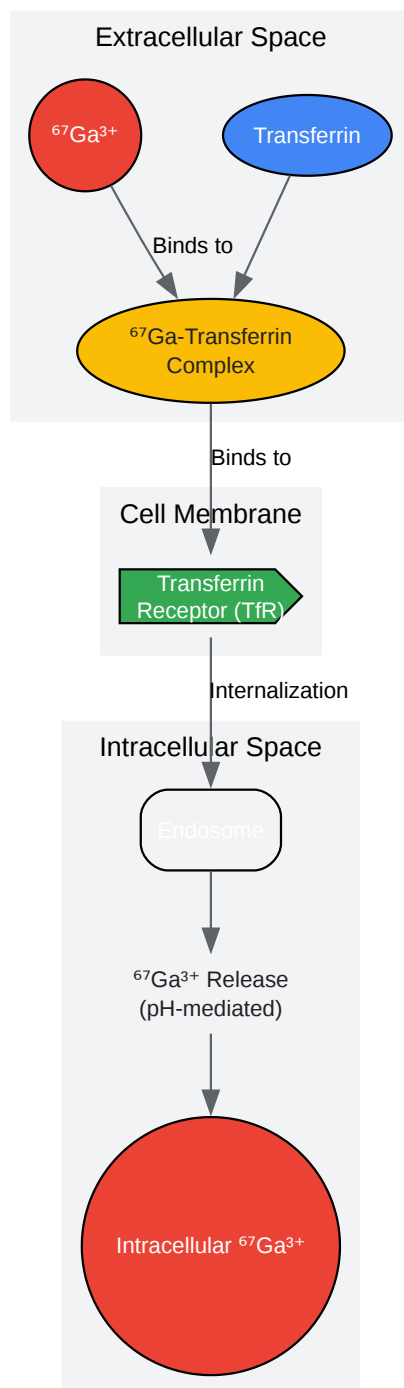 Extracellular Space
⁶⁷Ga³⁺
Transferrin
Binds to
⁶⁷Ga-Transferrin
Complex
Binds to
Cell Membrane
Transferrin
Receptor (TfR)
Internalization
Intracellular Space
Endosome
⁶⁷Ga³⁺ Release
(pH-mediated)
Intracellular ⁶⁷Ga³⁺